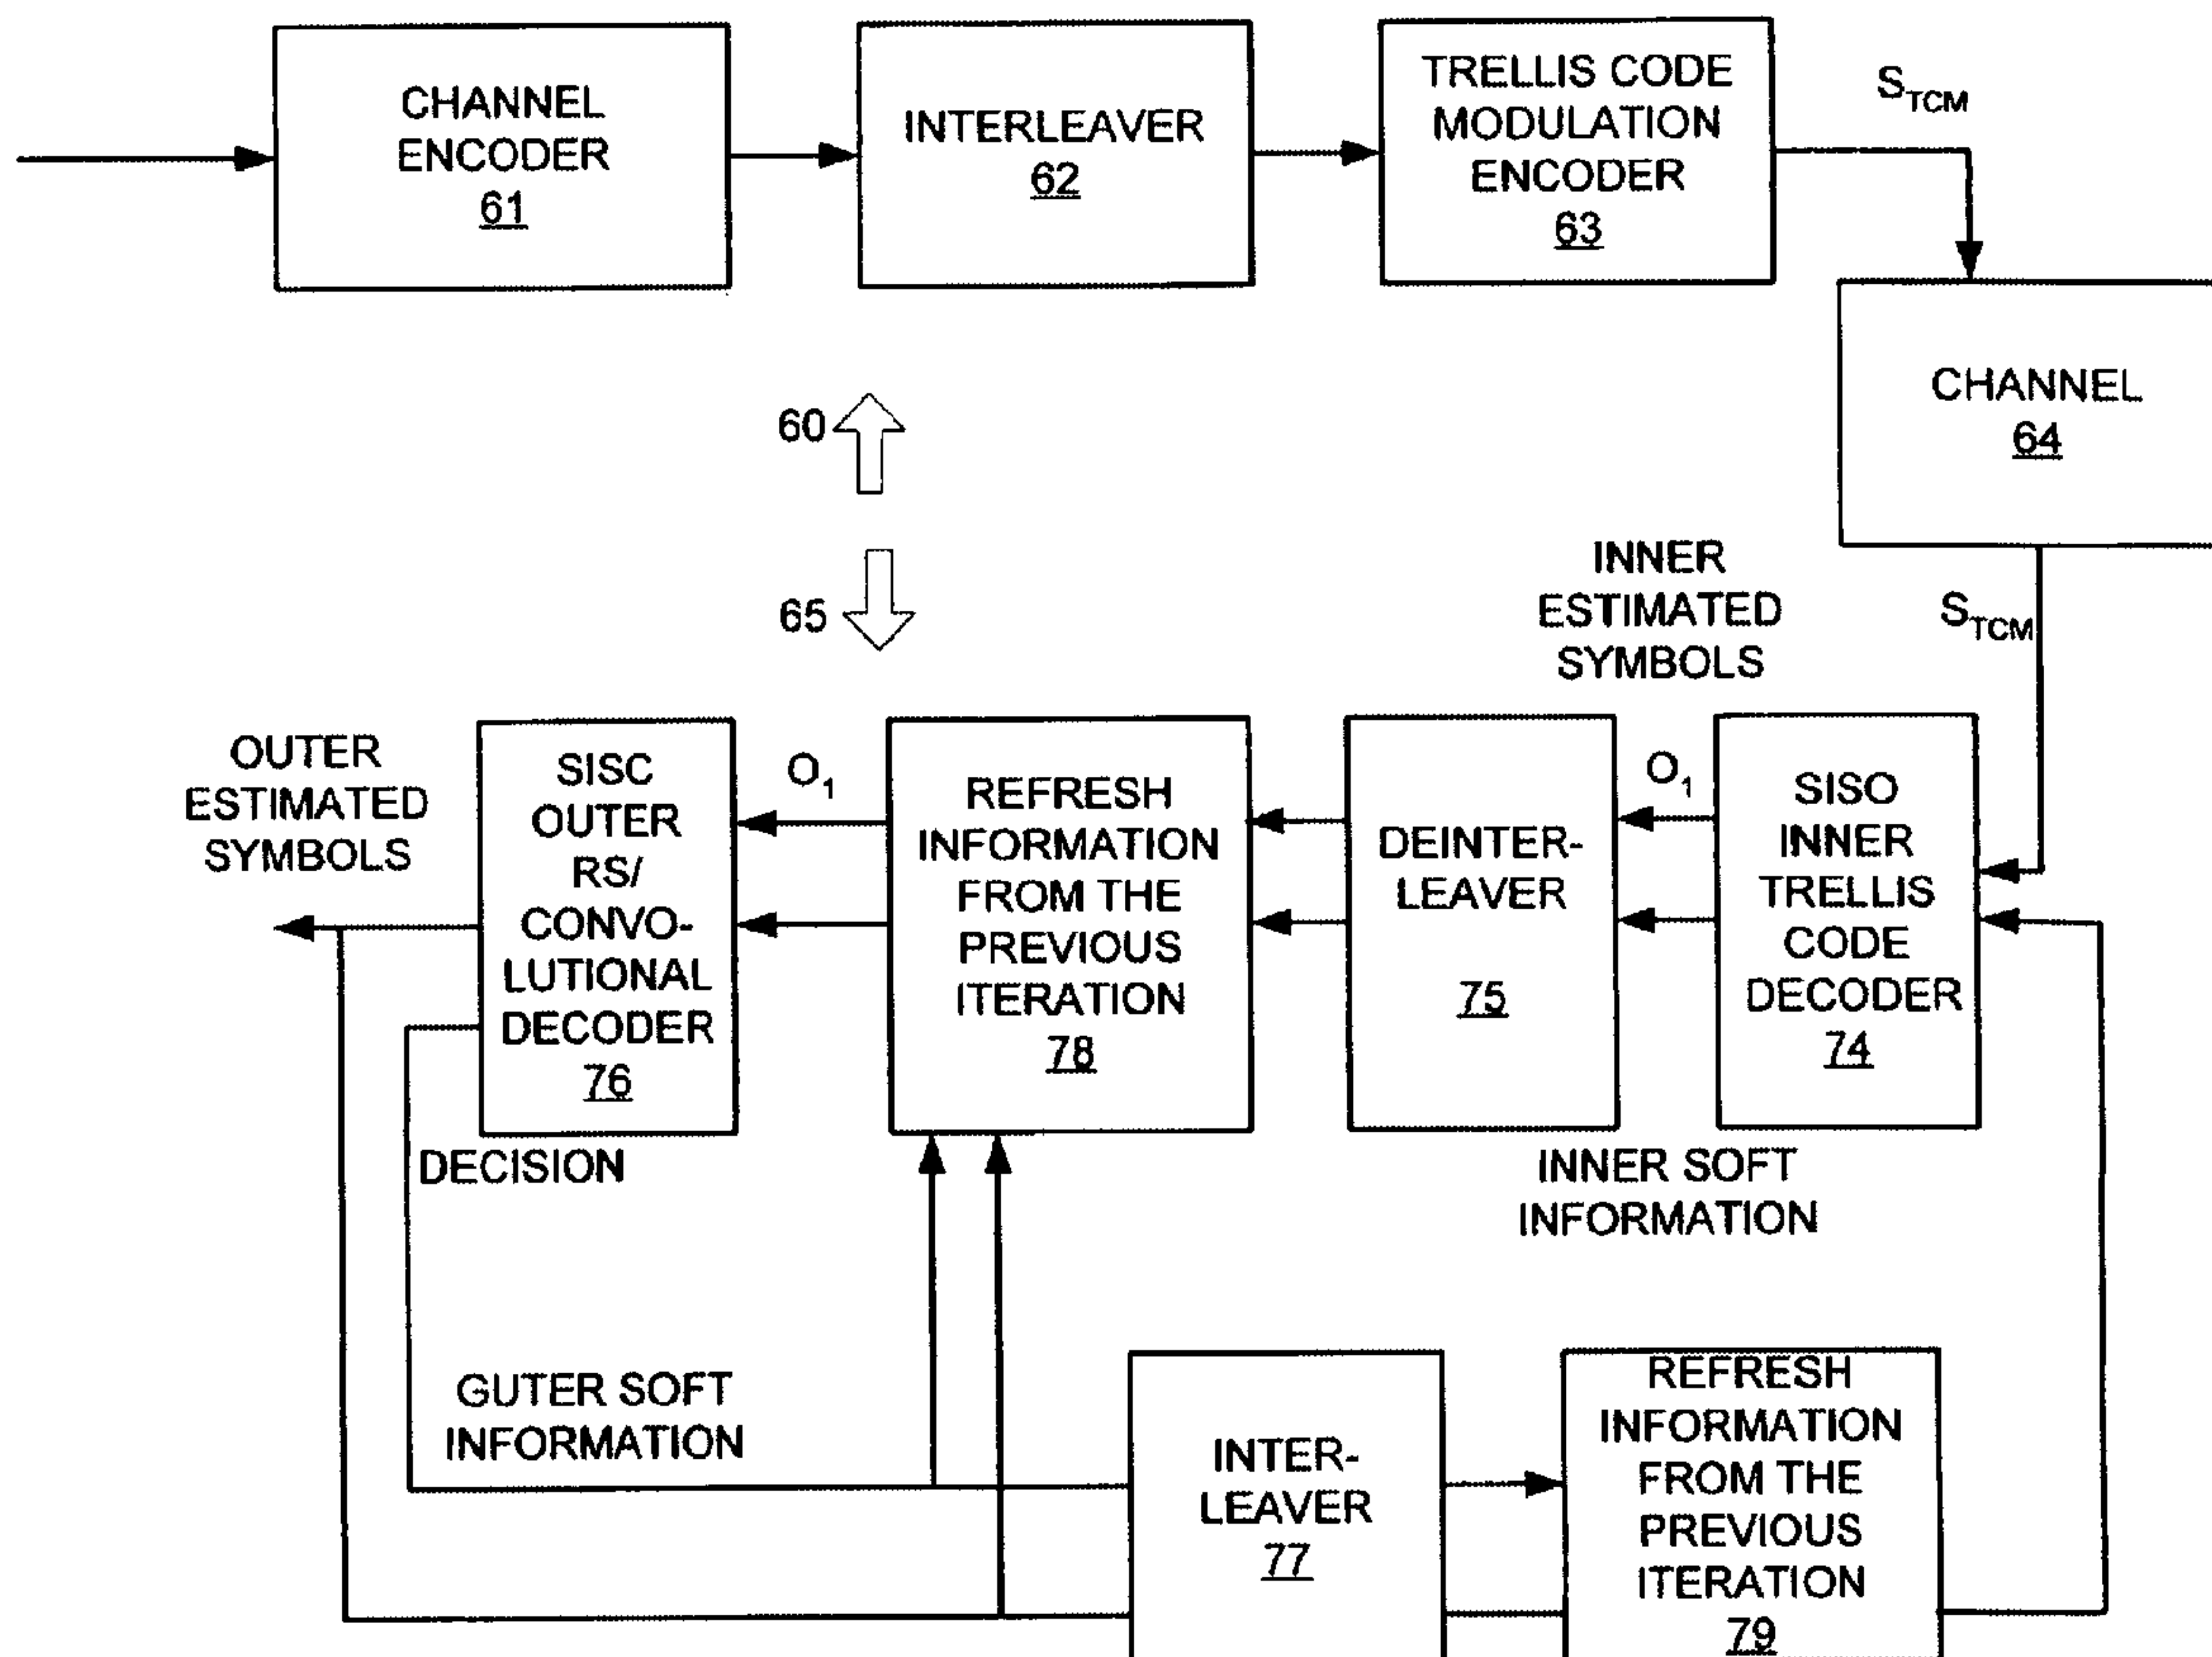 CHANNEL
ENCODER
61
INTERLEAVER
62
TRELLIS CODE
MODULATION
ENCODER
63
STCM
CHANNEL
64
60
65
INNER
ESTIMATED
SYMBOLS
STCM
OUTER
ESTIMATED
SYMBOLS
SISC
OUTER
RS/
CONVO-
LUTIONAL
DECODER
76
O1
REFRESH
INFORMATION
FROM THE
PREVIOUS
ITERATION
78
DEINTER-
LEAVER
75
O1
SISO
INNER
TRELLIS
CODE
DECODER
74
DECISION
INNER SOFT
INFORMATION
GUTER SOFT
INFORMATION
INTER-
LEAVER
77
REFRESH
INFORMATION
FROM THE
PREVIOUS
ITERATION
79